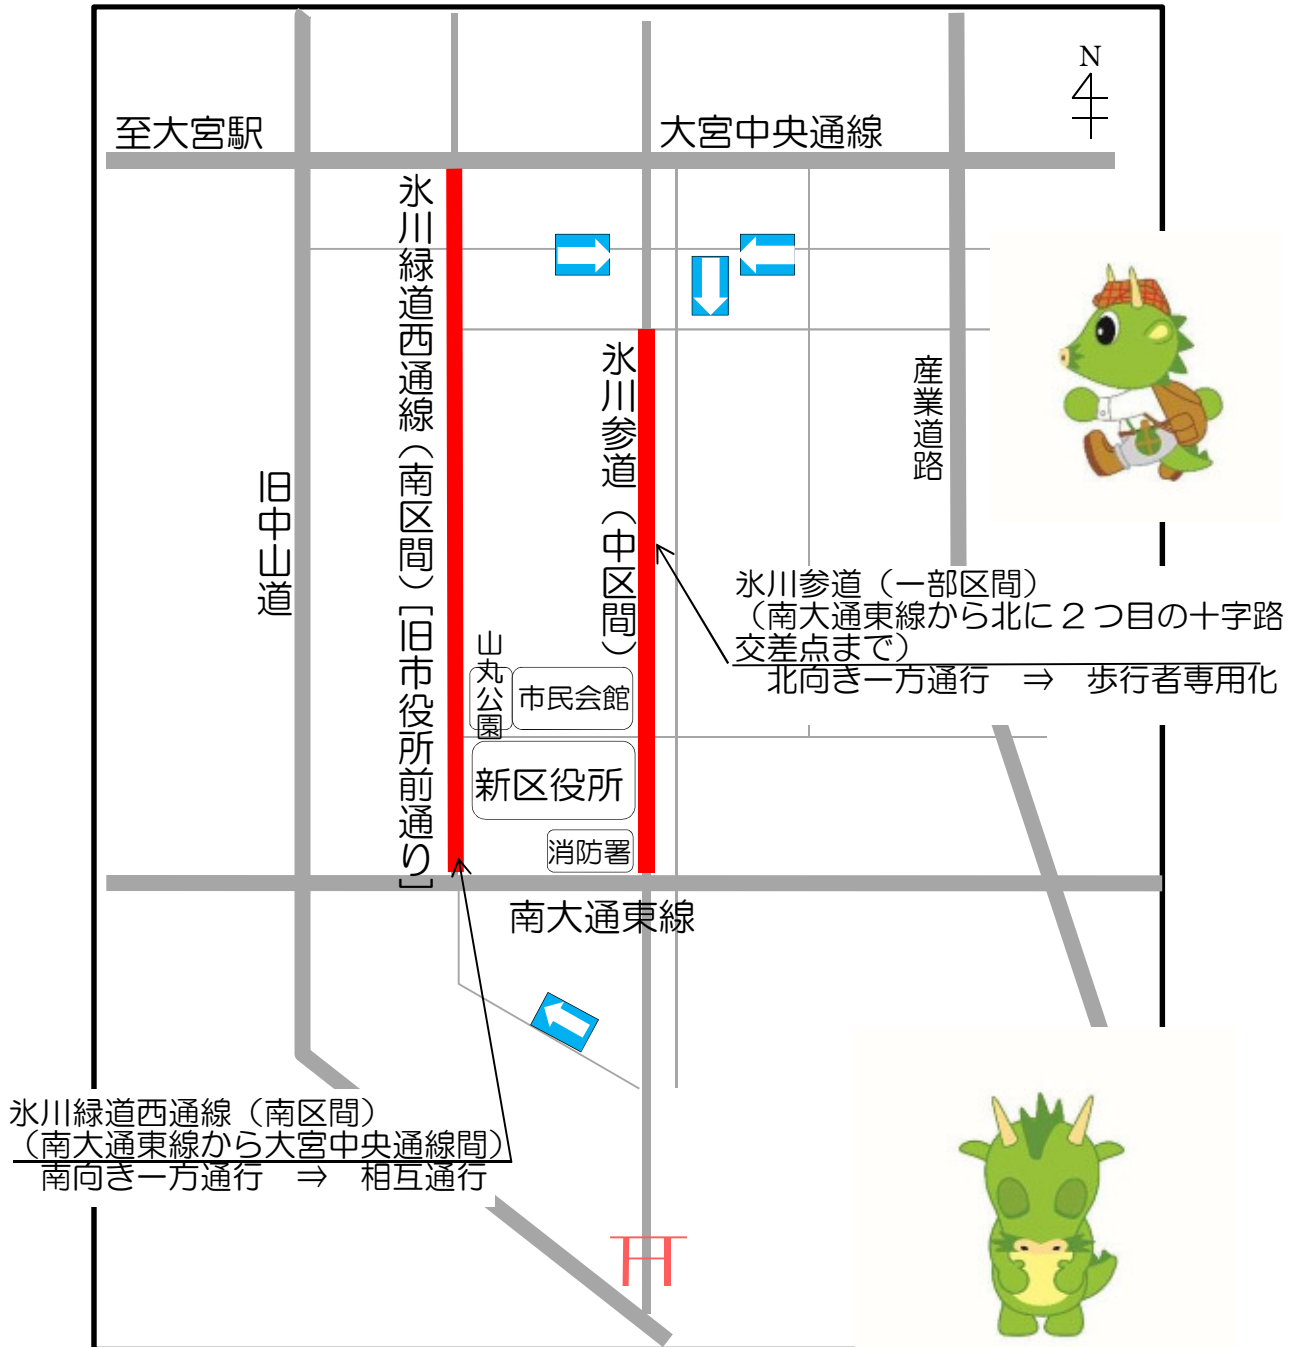 N
至大宮駅
大宮中央通線
氷川緑道西通線（南区間）［旧市役所前通り］
氷川参道（中区間）
産業道路
旧中山道
氷川参道（一部区間）
（南大通東線から北に２つ目の十字路
交差点まで）
北向き一方通行　⇒　歩行者専用化
山丸公園
市民会館
新区役所
消防署
南大通東線
氷川緑道西通線（南区間）
（南大通東線から大宮中央通線間）
南向き一方通行　⇒　相互通行